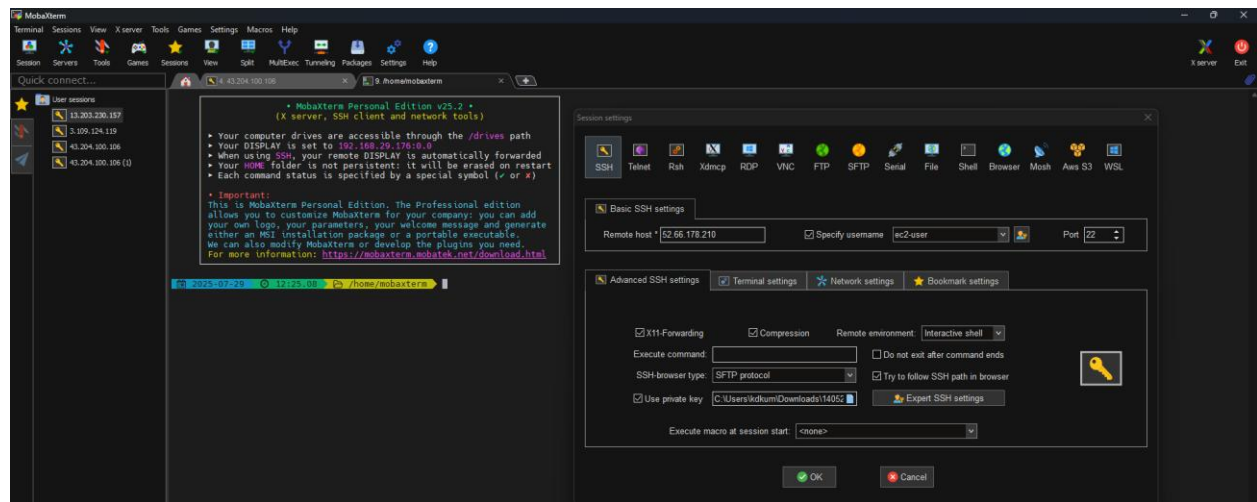 MobaXterm
Terminal Sessions View X server Tools Games Settings Macros Help
Session Servers Tools Games Sessions View Split MultiExec Tunneling Packages Settings Help X server Exit
Quick connect...
4. 43.204.100.106
9. /home/mobaxterm
User sessions
13.203.230.157
3.109.124.119
43.204.100.106
43.204.100.106 (1)
• MobaXterm Personal Edition v25.2 •
(X server, SSH client and network tools)
► Your computer drives are accessible through the /drives path
► Your DISPLAY is set to 192.168.29.176:0.0
► When using SSH, your remote DISPLAY is automatically forwarded
► Your HOME folder is not persistent: it will be erased on restart
► Each command status is specified by a special symbol (✓ or ✗)
• Important:
This is MobaXterm Personal Edition. The Professional edition
allows you to customize MobaXterm for your company: you can add
your own logo, your parameters, your welcome message and generate
either an MSI installation package or a portable executable.
We can also modify MobaXterm or develop the plugins you need.
For more information: https://mobaxterm.mobatek.net/download.html
2025-07-29 12:25.08 /home/mobaxterm
Session settings
SSH Telnet Rsh Xdmcp RDP VNC FTP SFTP Serial File Shell Browser Mosh Aws S3 WSL
Basic SSH settings
Remote host * 52.66.178.210 Specify username ec2-user Port 22
Advanced SSH settings Terminal settings Network settings Bookmark settings
X11-Forwarding Compression Remote environment: Interactive shell
Execute command: Do not exit after command ends
SSH-browser type: SFTP protocol Try to follow SSH path in browser
Use private key C:\Users\kdkum\Downloads\14052 Expert SSH settings
Execute macro at session start: <none>
OK Cancel